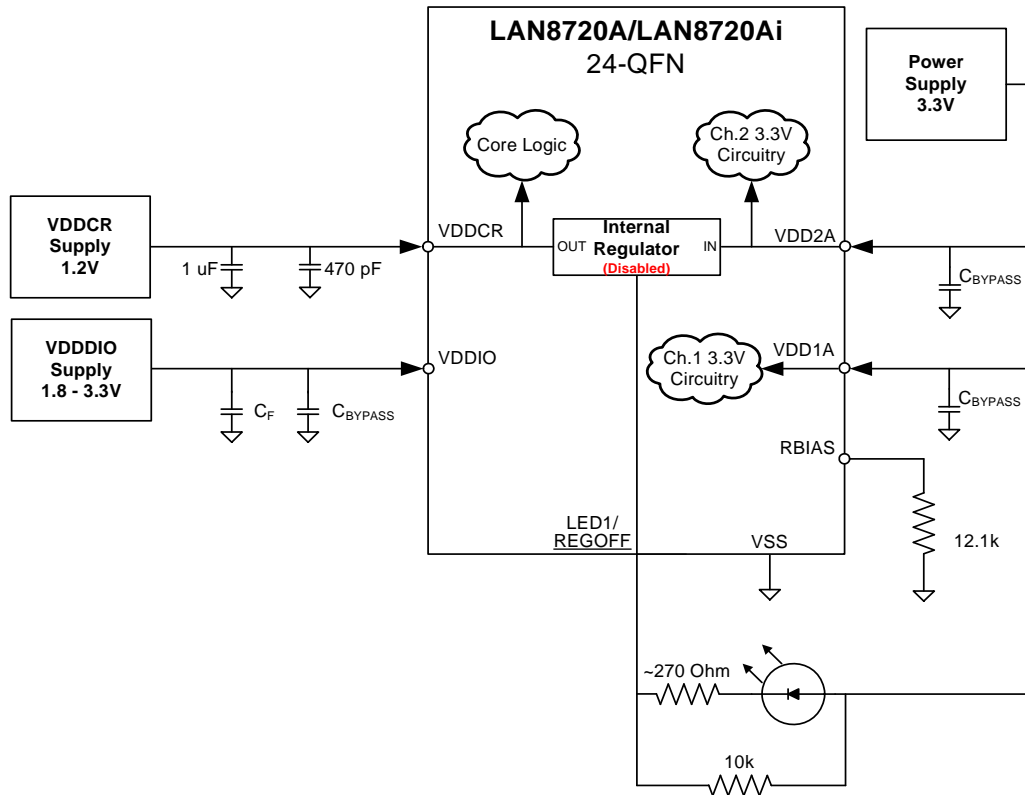 LAN8720A/LAN8720Ai
24-QFN
Power
Supply
3.3V
Core Logic
Ch.2 3.3V
Circuitry
VDDCR
Supply
1.2V
VDDCR
OUT
Internal
Regulator
(Disabled)
IN
VDD2A
1 uF
470 pF
CBYPASS
VDDDIO
Supply
1.8 - 3.3V
VDDIO
Ch.1 3.3V
Circuitry
VDD1A
CF
CBYPASS
CBYPASS
RBIAS
12.1k
LED1/
REGOFF
VSS
~270 Ohm
10k